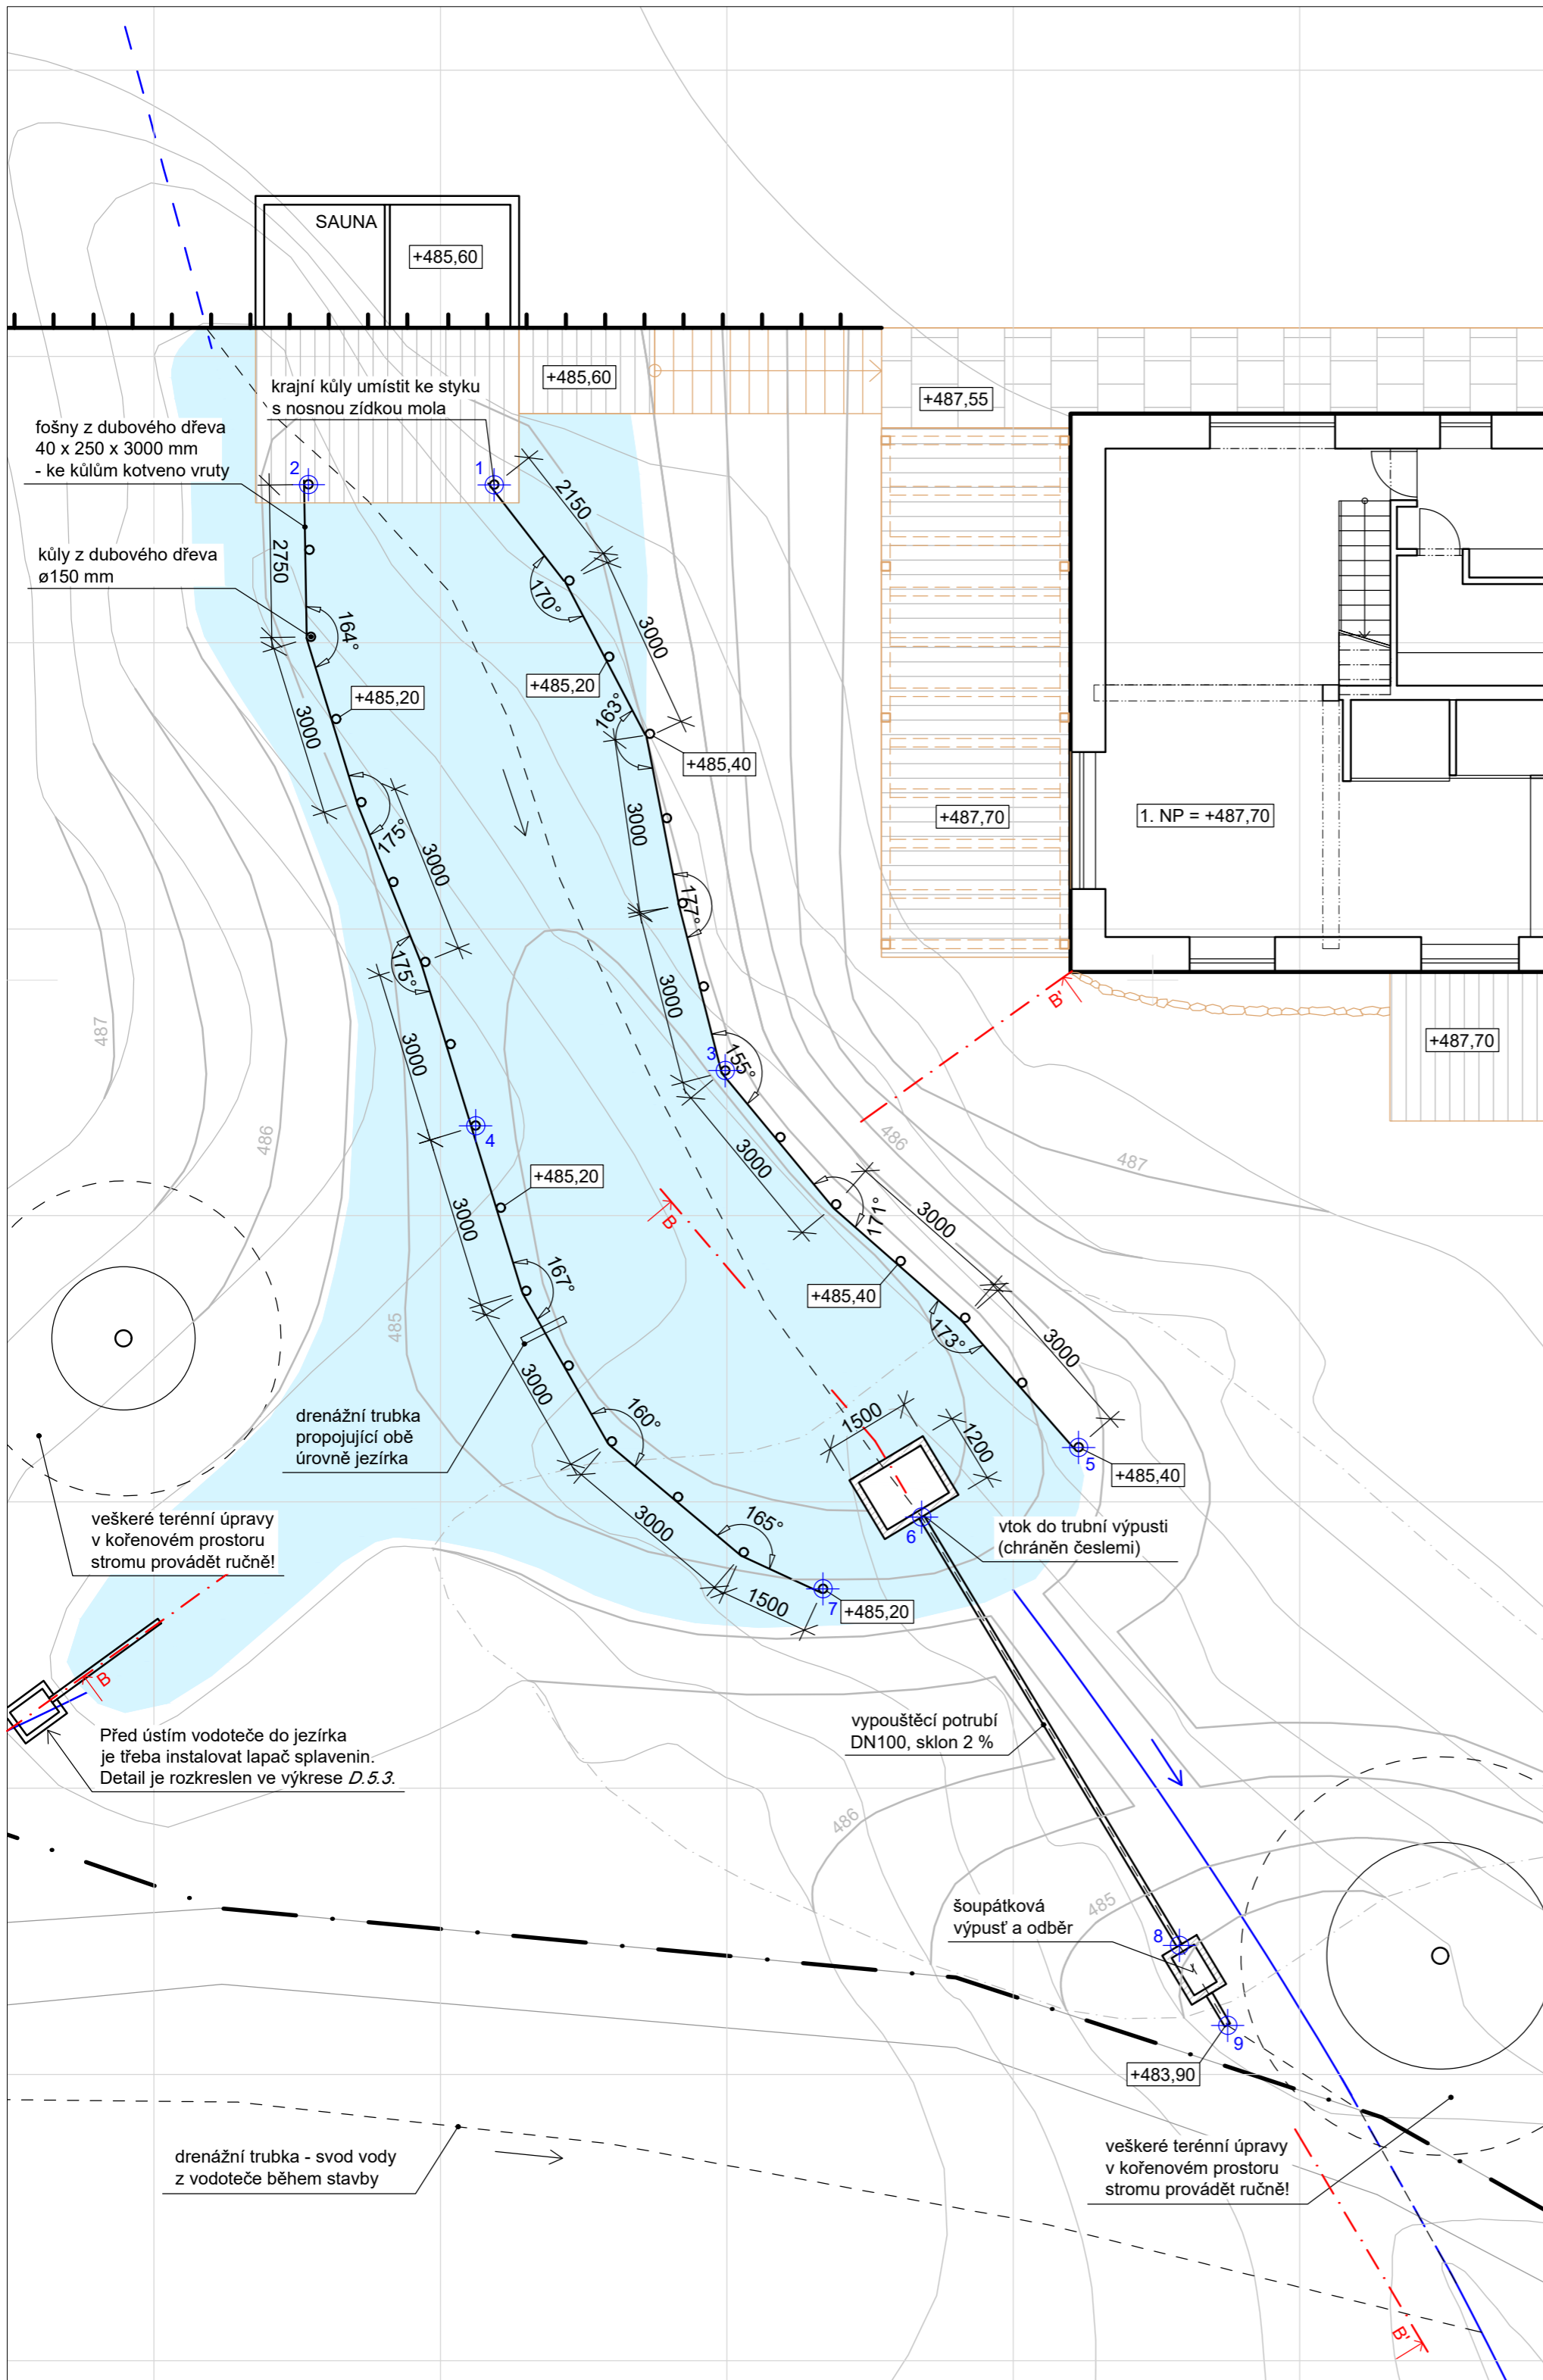 SAUNA
+485,60
krajní kůly umístit ke styku
s nosnou zídkou mola
+485,60
+487,55
fošny z dubového dřeva
40 x 250 x 3000 mm
- ke kůlům kotveno vruty
2
1
2150
2750
kůly z dubového dřeva
ø150 mm
170°
164°
3000
+485,20
+485,20
163°
3000
+485,40
175°
3000
3000
+487,70
1. NP = +487,70
177°
175°
3000
B'
487
3000
3
155°
+487,70
4
486
486
3000
487
+485,20
3000
B
171°
3000
167°
+485,40
485
173°
3000
3000
160°
1500
1200
drenážní trubka
propojující obě
úrovně jezírka
5
+485,40
3000
165°
6
vtok do trubní výpusti
(chráněn česlemi)
veškeré terénní úpravy
v kořenovém prostoru
stromu provádět ručně!
1500
7
+485,20
B
vypouštěcí potrubí
DN100, sklon 2 %
Před ústím vodoteče do jezírka
je třeba instalovat lapač splavenin.
Detail je rozkreslen ve výkrese D.5.3.
486
485
šoupátková
výpusť a odběr
8
9
+483,90
drenážní trubka - svod vody
z vodoteče během stavby
veškeré terénní úpravy
v kořenovém prostoru
stromu provádět ručně!
B'